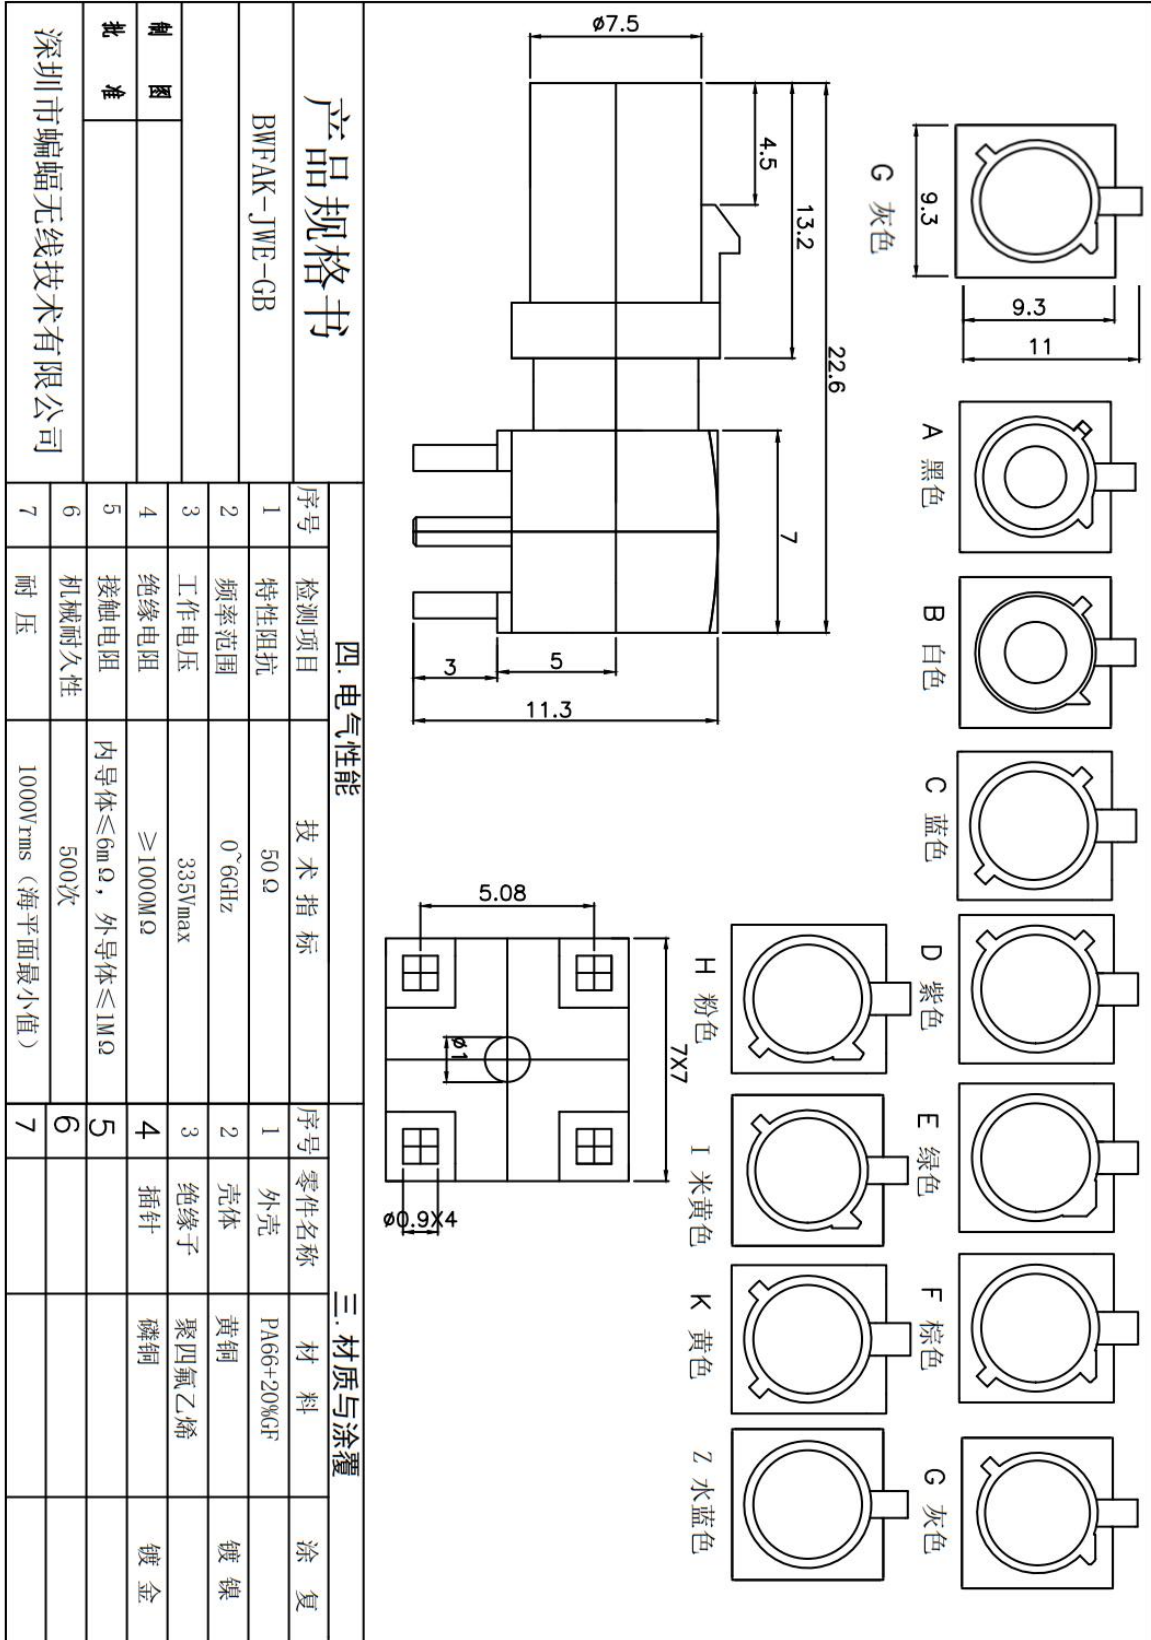 G 灰色
9.3
9.3
11
A 黑色
B 白色
C 蓝色
D 紫色
E 绿色
F 棕色
G 灰色
H 粉色
I 米黄色
K 黄色
Z 水蓝色
ø7.5
4.5
13.2
22.6
7
3
5
11.3
5.08
7X7
ø1
ø0.9X4
产品规格书
BWFAK-JWE-GB
制 图
批 准
深圳市蝙蝠无线技术有限公司
四. 电气性能
序号 检测项目 技 术 指 标
1 特性阻抗 50Ω
2 频率范围 0~6GHz
3 工作电压 335Vmax
4 绝缘电阻 ≥1000MΩ
5 接触电阻 内导体≤6mΩ, 外导体≤1MΩ
6 机械耐久性 500次
7 耐 压 1000Vrms（海平面最小值）
三. 材质与涂覆
序号 零件名称 材 料 涂 复
1 外壳 PA66+20%GF
2 壳体 黄铜 镀 镍
3 绝缘子 聚四氟乙烯
4 插针 磷铜 镀 金
5
6
7